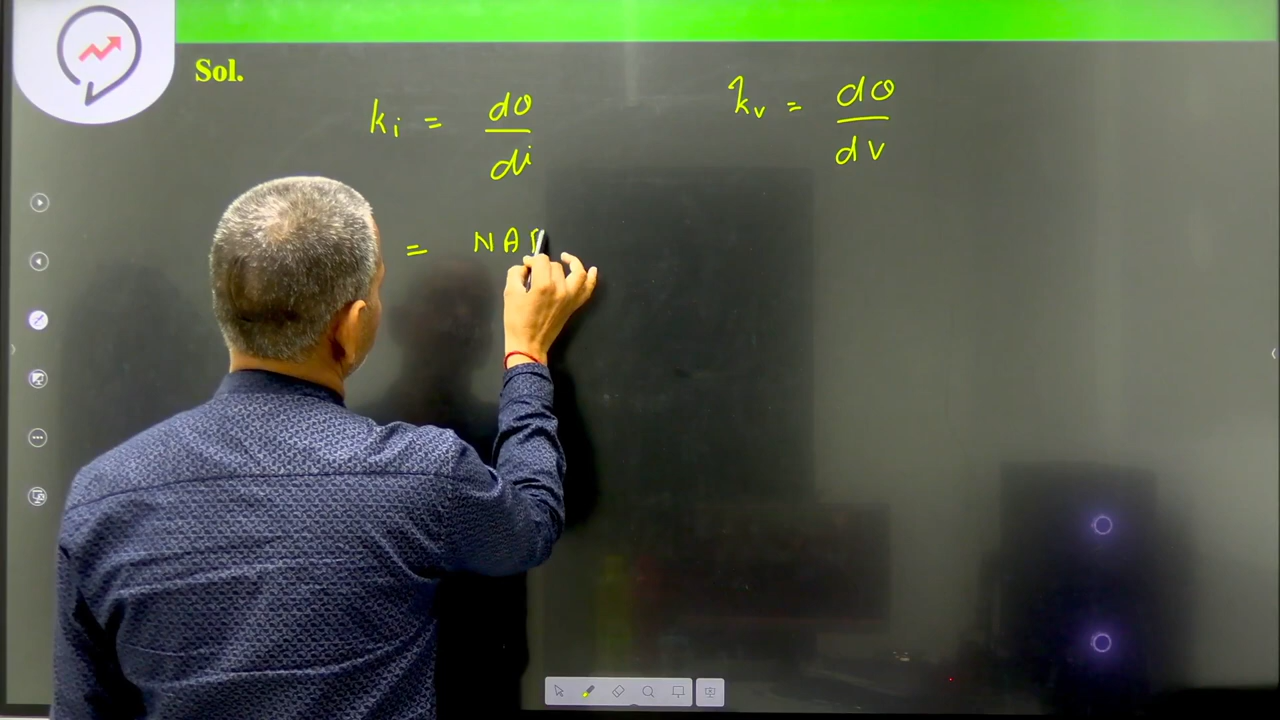 Sol.
ki = dθ/di
kv = dθ/dv
= NA